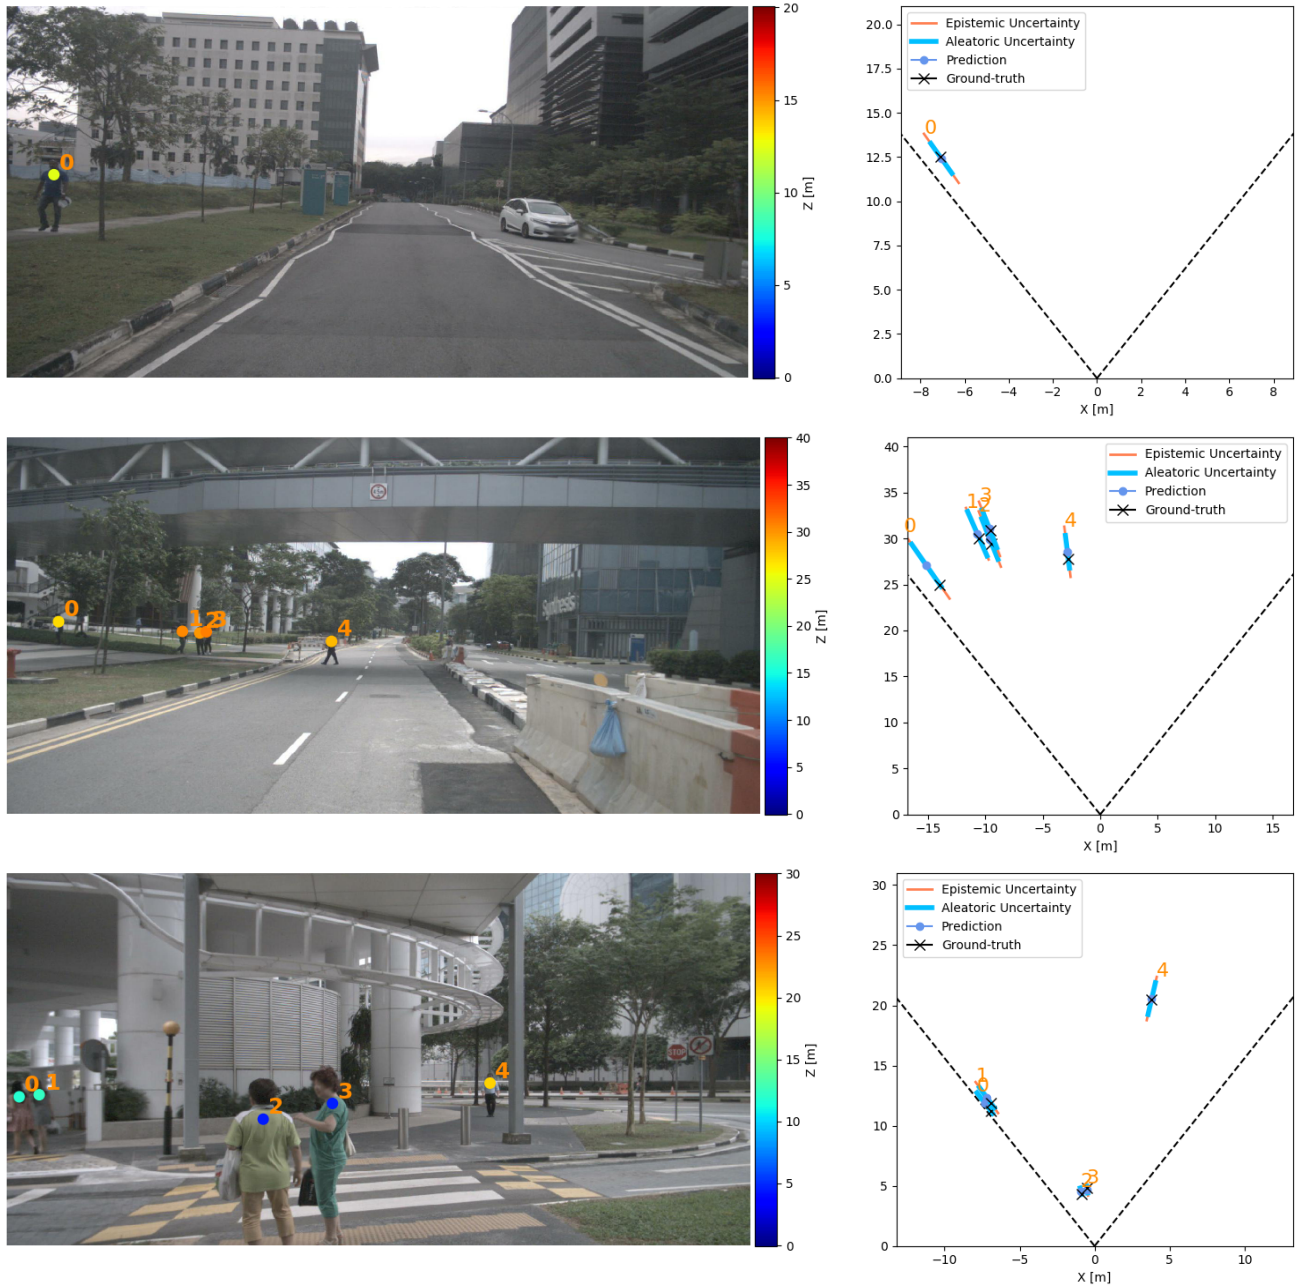 0
20
15
10
5
0
Z [m]
Epistemic Uncertainty
Aleatoric Uncertainty
Prediction
Ground-truth
0
20.0
17.5
15.0
12.5
10.0
7.5
5.0
2.5
0.0
−8 −6 −4 −2 0 2 4 6 8
X [m]
Synthesis
0 1 2 3 4
40
35
30
25
20
15
10
5
0
Z [m]
Epistemic Uncertainty
Aleatoric Uncertainty
Prediction
Ground-truth
0 1 2 3 4
40
35
30
25
20
15
10
5
0
−15 −10 −5 0 5 10 15
X [m]
STOP
0 1 2 3 4
30
25
20
15
10
5
0
Z [m]
Epistemic Uncertainty
Aleatoric Uncertainty
Prediction
Ground-truth
4
1
0
2 3
30
25
20
15
10
5
0
−10 −5 0 5 10
X [m]